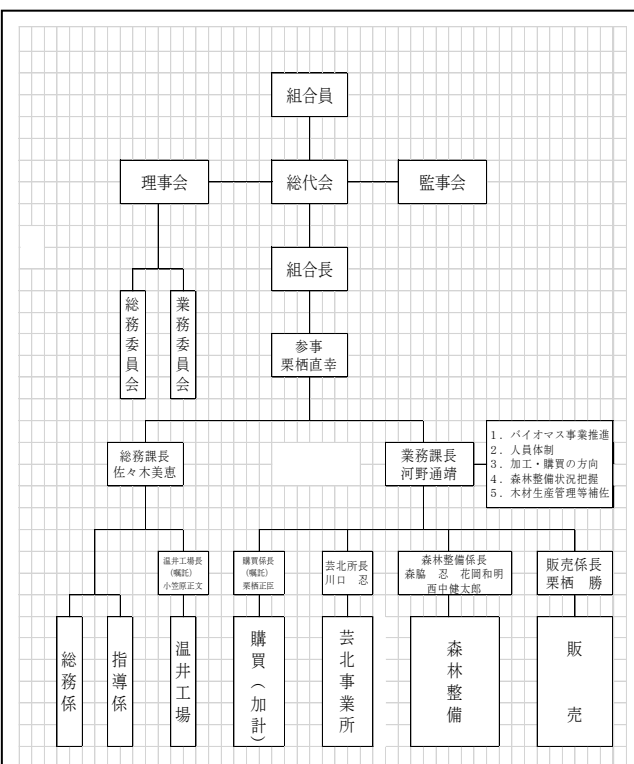 組合員
理事会
総代会
監事会
組合長
総務委員会
業務委員会
参事
栗栖直幸
総務課長
佐々木美恵
業務課長
河野通靖
1. バイオマス事業推進
2. 人員体制
3. 加工・購買の方向
4. 森林整備状況把握
5. 木材生産管理等補佐
温井工場長
(嘱託)
小笠原正文
購買係長
(嘱託)
栗栖正臣
芸北所長
川口 忍
森林整備係長
森脇 忍 花岡和明
西中健太郎
販売係長
栗栖 勝
総務係
指導係
温井工場
購買(加計)
芸北事業所
森林整備
販 売